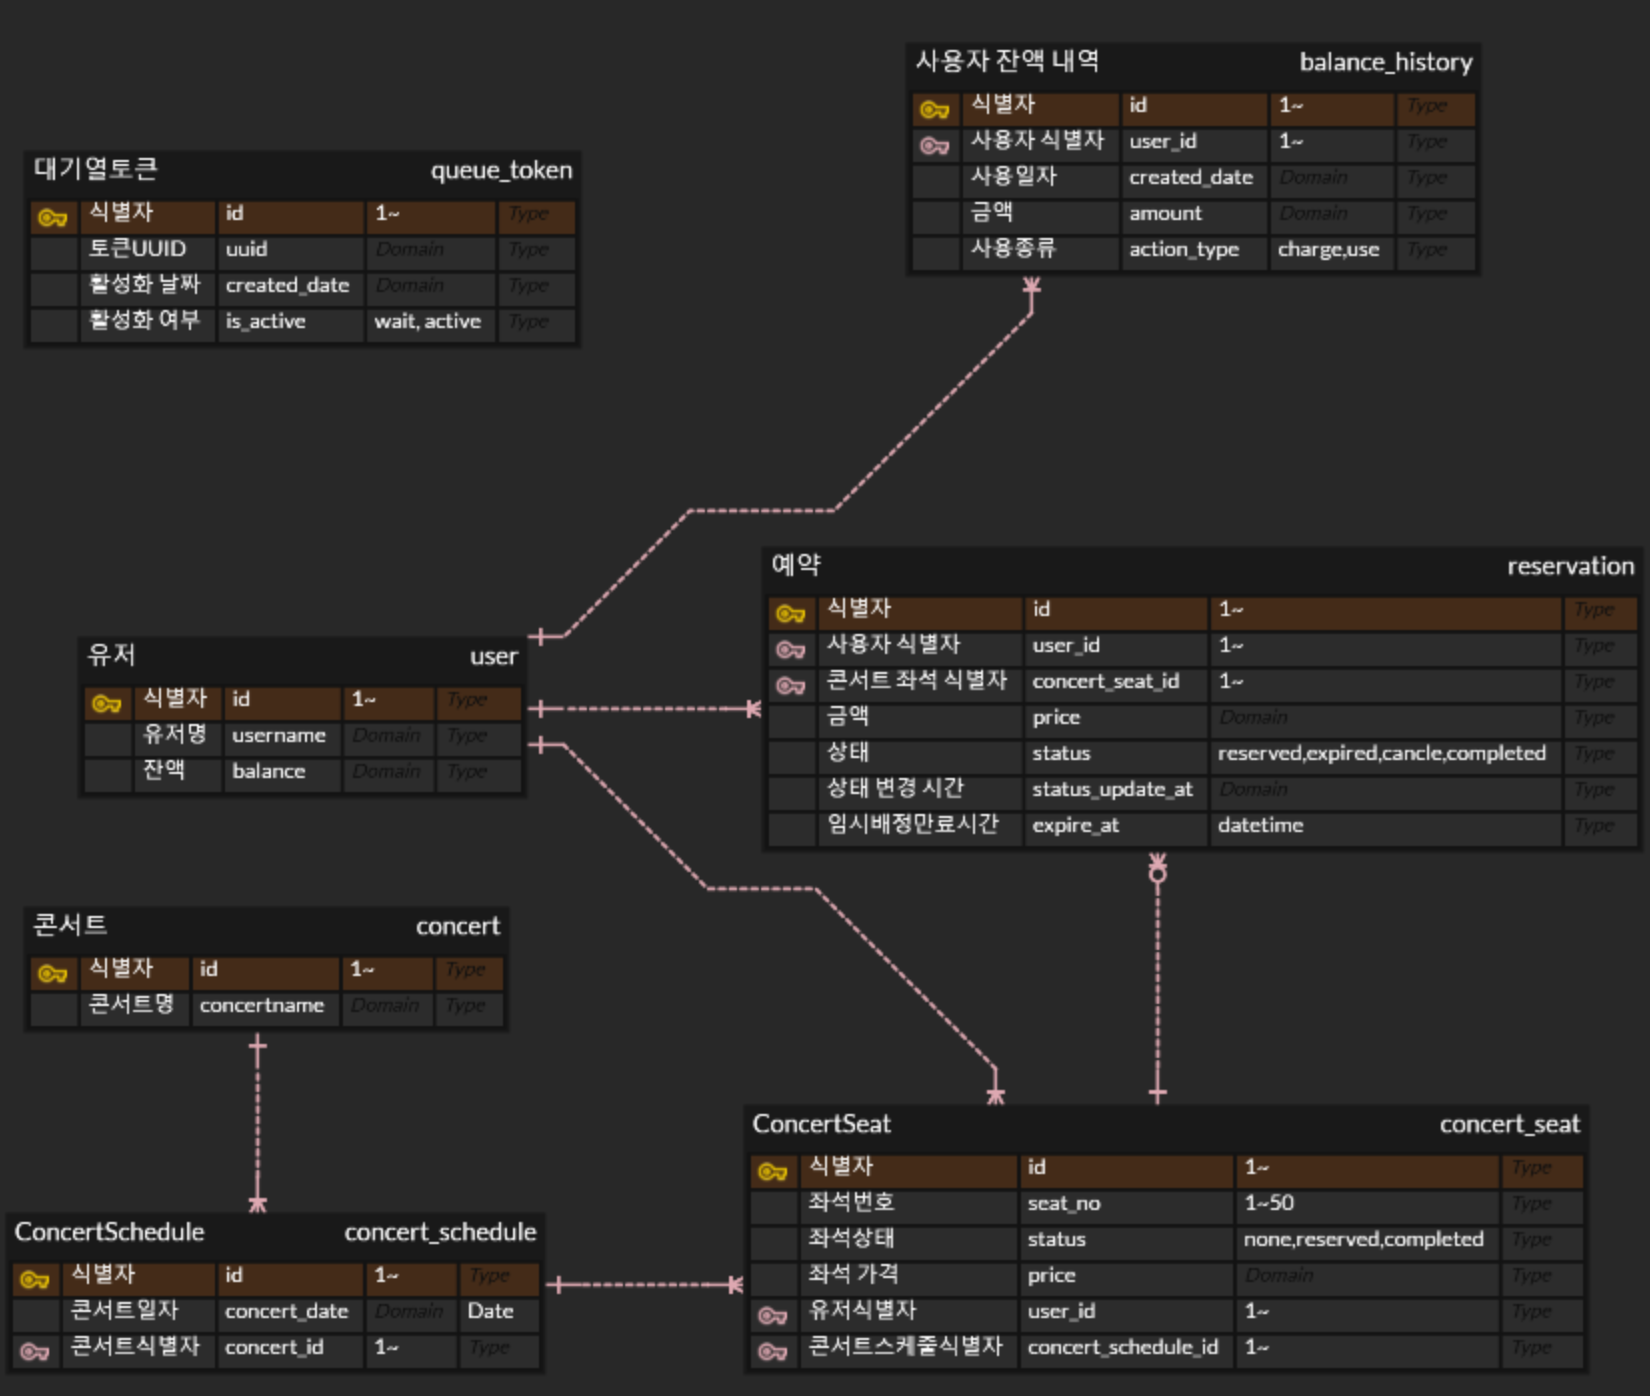 사용자 잔액 내역 balance_history
식별자 id 1~ Type
사용자 식별자 user_id 1~
사용일자 created_date Domain Type
금액 amount Domain Type
사용종류 action_type charge,use Type
대기열토큰 queue_token
식별자 id 1~ Type
토큰UUID uuid Domain Type
활성화 날짜 created_date Domain Type
활성화 여부 is_active wait, active Type
예약 reservation
식별자 id 1~ Type
사용자 식별자 user_id 1~ Type
콘서트 좌석 식별자 concert_seat_id 1~ Type
금액 price Domain Type
상태 status reserved,expired,cancle,completed Type
상태 변경 시간 status_update_at Domain Type
임시배정만료시간 expire_at datetime Type
유저 user
식별자 id 1~ Type
유저명 username Domain Type
잔액 balance Domain Type
콘서트 concert
식별자 id 1~ Type
콘서트명 concertname Domain Type
ConcertSchedule concert_schedule
식별자 id 1~ Type
콘서트일자 concert_date Domain Date
콘서트식별자 concert_id 1~ Type
ConcertSeat concert_seat
식별자 id 1~ Type
좌석번호 seat_no 1~50 Type
좌석상태 status none,reserved,completed Type
좌석 가격 price Domain Type
유저식별자 user_id 1~ Type
콘서트스케줄식별자 concert_schedule_id 1~ Type